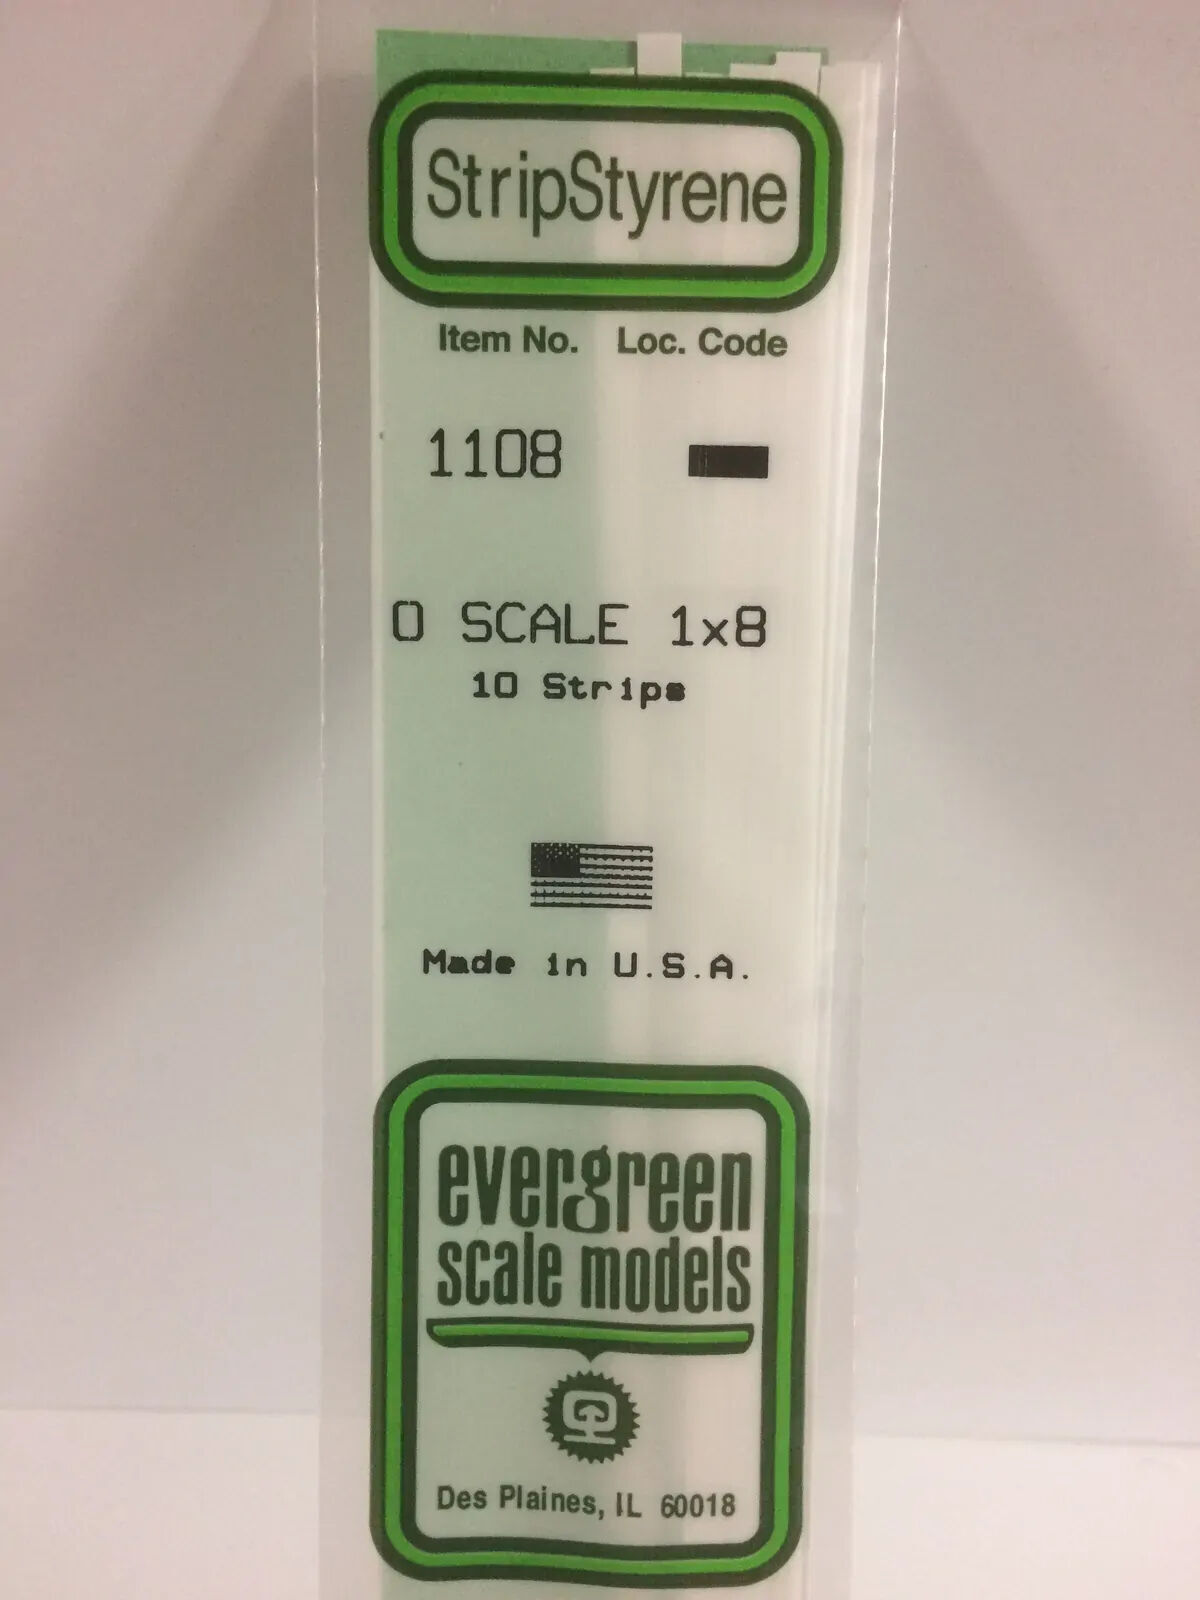 StripStyrene
Item No. Loc. Code
1108
O SCALE 1x8
10 Strips
Made in U.S.A.
evergreen
scale models
Des Plaines, IL 60018